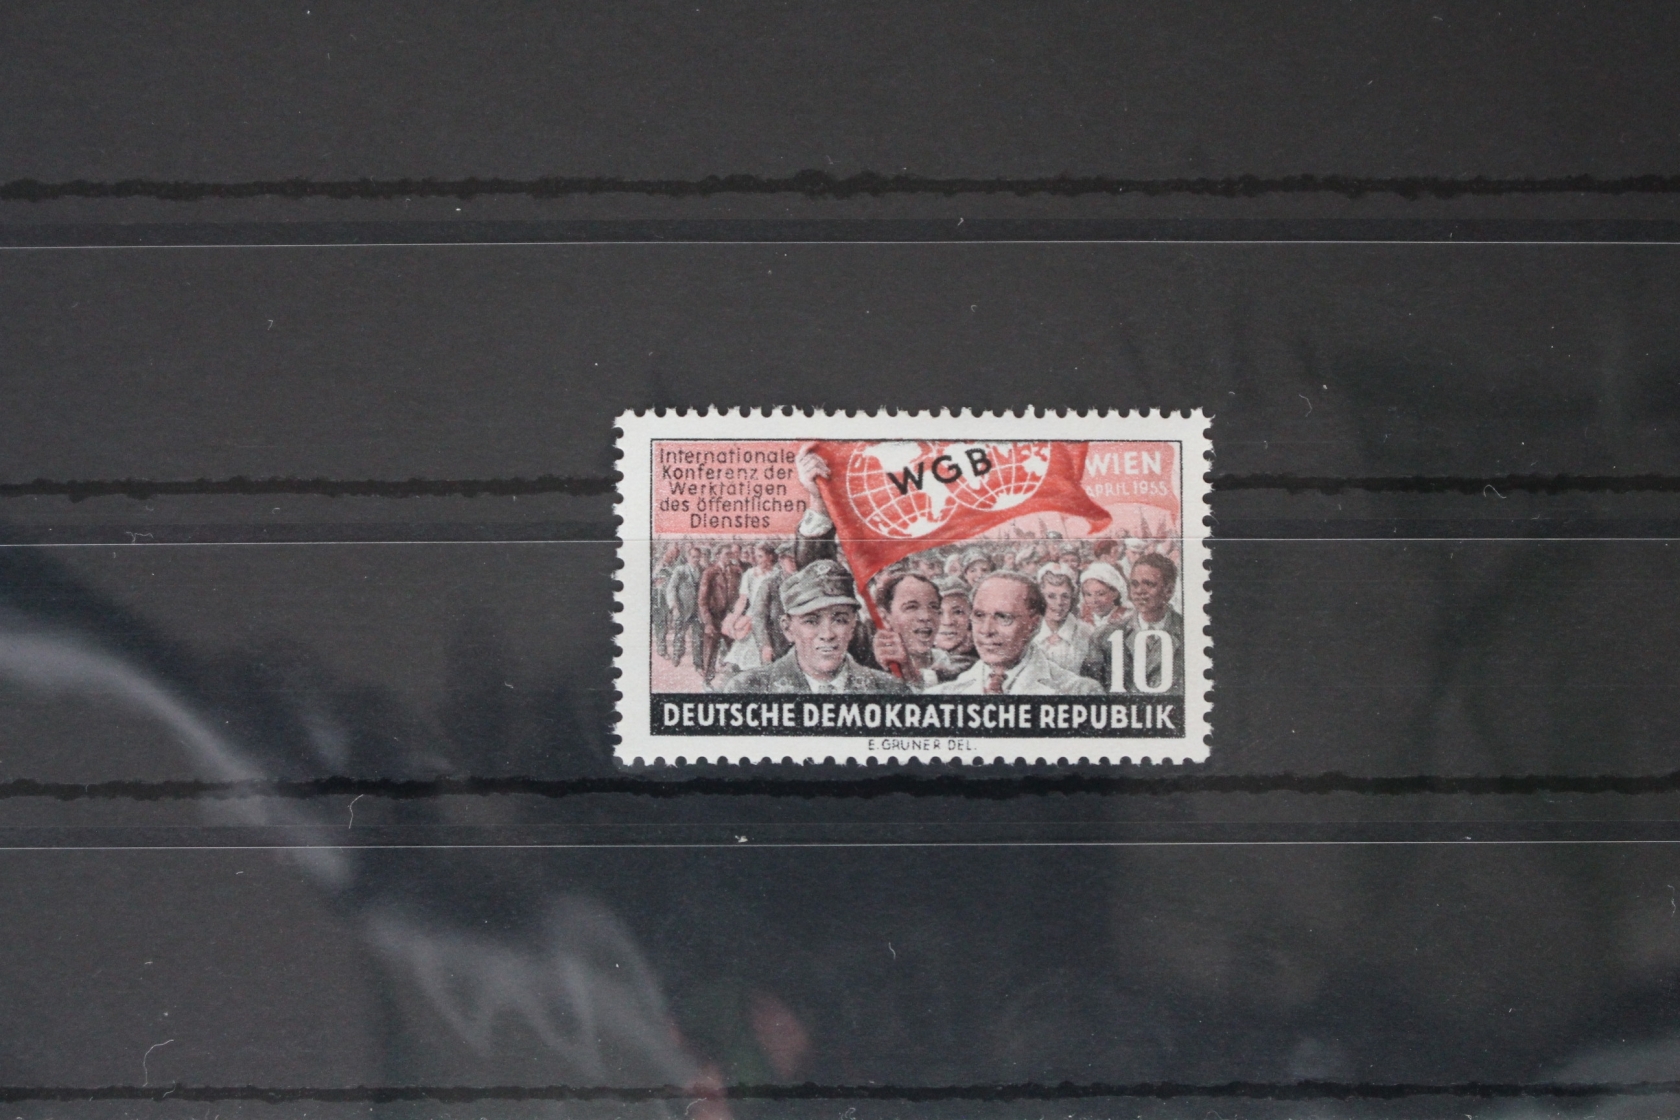 Internationale
Konferenz der
Werktätigen
des öffentlichen
Dienstes
WGB
WIEN
APRIL 1955
10
DEUTSCHE DEMOKRATISCHE REPUBLIK
E. GRUNER DEL.